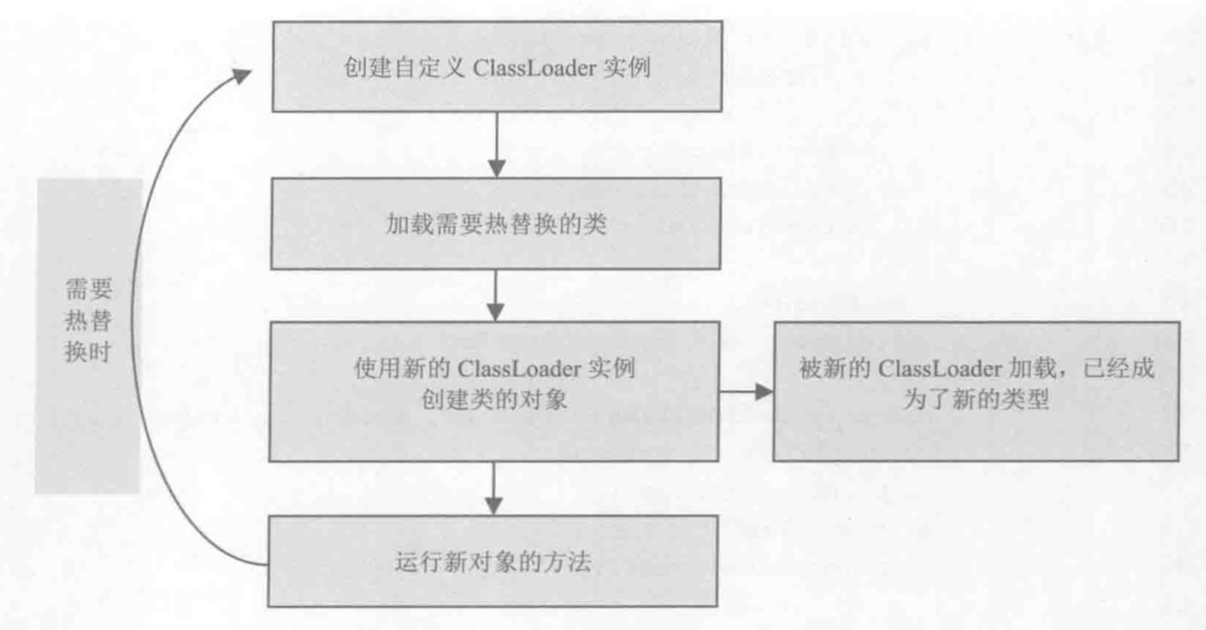 创建自定义 ClassLoader 实例
加载需要热替换的类
需要
热替
换时
使用新的 ClassLoader 实例
创建类的对象
被新的 ClassLoader 加载，已经成
为了新的类型
运行新对象的方法